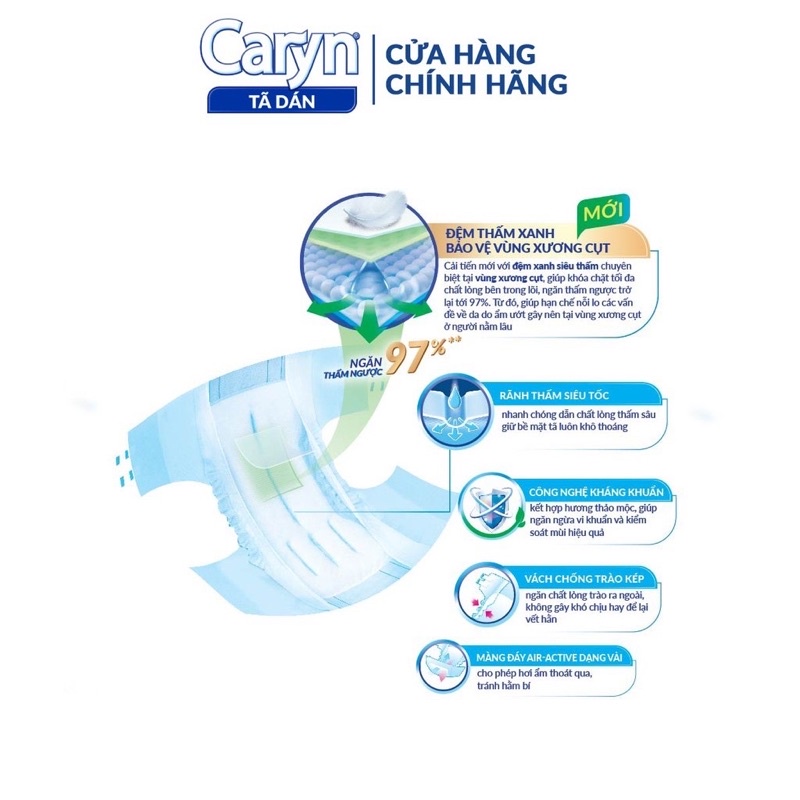 Caryn®
TÃ DÁN
CỬA HÀNG
CHÍNH HÃNG
MỚI
ĐỆM THẤM XANH
BẢO VỆ VÙNG XƯƠNG CỤT
Cải tiến mới với đệm xanh siêu thấm chuyên
biệt tại vùng xương cụt, giúp khóa chặt tối đa
chất lỏng bên trong lõi, ngăn thấm ngược trở
lại tới 97%. Từ đó, giúp hạn chế nỗi lo các vấn
đề về da do ẩm ướt gây nên tại vùng xương cụt
ở người nằm lâu
NGĂN
THẤM NGƯỢC
97%**
RÃNH THẤM SIÊU TỐC
nhanh chóng dẫn chất lỏng thấm sâu
giữ bề mặt tã luôn khô thoáng
CÔNG NGHỆ KHÁNG KHUẨN
kết hợp hương thảo mộc, giúp
ngăn ngừa vi khuẩn và kiểm
soát mùi hiệu quả
VÁCH CHỐNG TRÀO KÉP
ngăn chất lỏng trào ra ngoài,
không gây khó chịu hay để lại
vết hằn
MÀNG ĐÁY AIR-ACTIVE DẠNG VẢI
cho phép hơi ẩm thoát qua,
tránh hầm bí